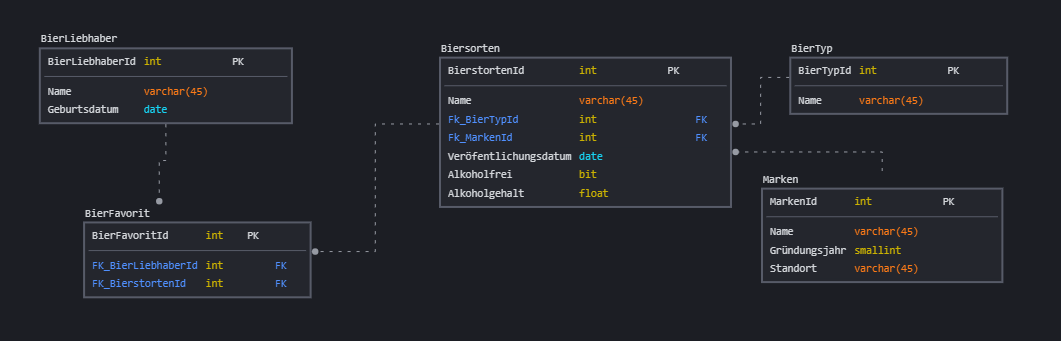 BierLiebhaber
BierLiebhaberId int PK
Name varchar(45)
Geburtsdatum date
BierFavorit
BierFavoritId int PK
FK_BierLiebhaberId int FK
FK_BierstortenId int FK
Biersorten
BierstortenId int PK
Name varchar(45)
Fk_BierTypId int FK
Fk_MarkenId int FK
Veröfentlichungsdatum date
Alkoholfrei bit
Alkoholgehalt float
BierTyp
BierTypId int PK
Name varchar(45)
Marken
MarkenId int PK
Name varchar(45)
Gründungsjahr smallint
Standort varchar(45)